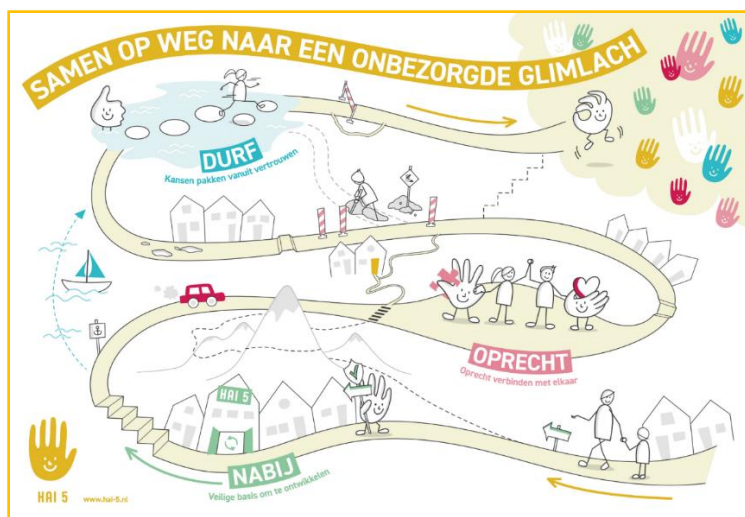 SAMEN OP WEG NAAR EEN ONBEZORGDE GLIMLACH
DURF
Kansen pakken vanuit vertrouwen
OPRECHT
Oprecht verbinden met elkaar
HAI 5
NABIJ
Veilige basis om te ontwikkelen
HAI 5
www.hai-5.nl